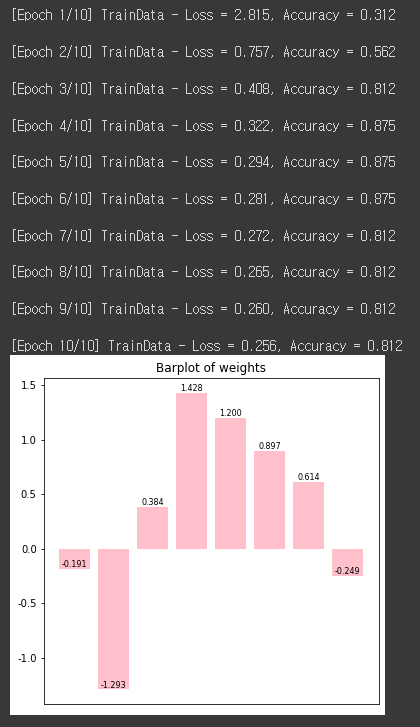 [Epoch 1/10] TrainData - Loss = 2.815, Accuracy = 0.312
[Epoch 2/10] TrainData - Loss = 0.757, Accuracy = 0.562
[Epoch 3/10] TrainData - Loss = 0.408, Accuracy = 0.812
[Epoch 4/10] TrainData - Loss = 0.322, Accuracy = 0.875
[Epoch 5/10] TrainData - Loss = 0.294, Accuracy = 0.875
[Epoch 6/10] TrainData - Loss = 0.281, Accuracy = 0.875
[Epoch 7/10] TrainData - Loss = 0.272, Accuracy = 0.812
[Epoch 8/10] TrainData - Loss = 0.265, Accuracy = 0.812
[Epoch 9/10] TrainData - Loss = 0.260, Accuracy = 0.812
[Epoch 10/10] TrainData - Loss = 0.256, Accuracy = 0.812
Barplot of weights
1.5
1.0
0.5
0.0
-0.5
-1.0
-0.191
-1.293
0.384
1.428
1.200
0.897
0.614
-0.249